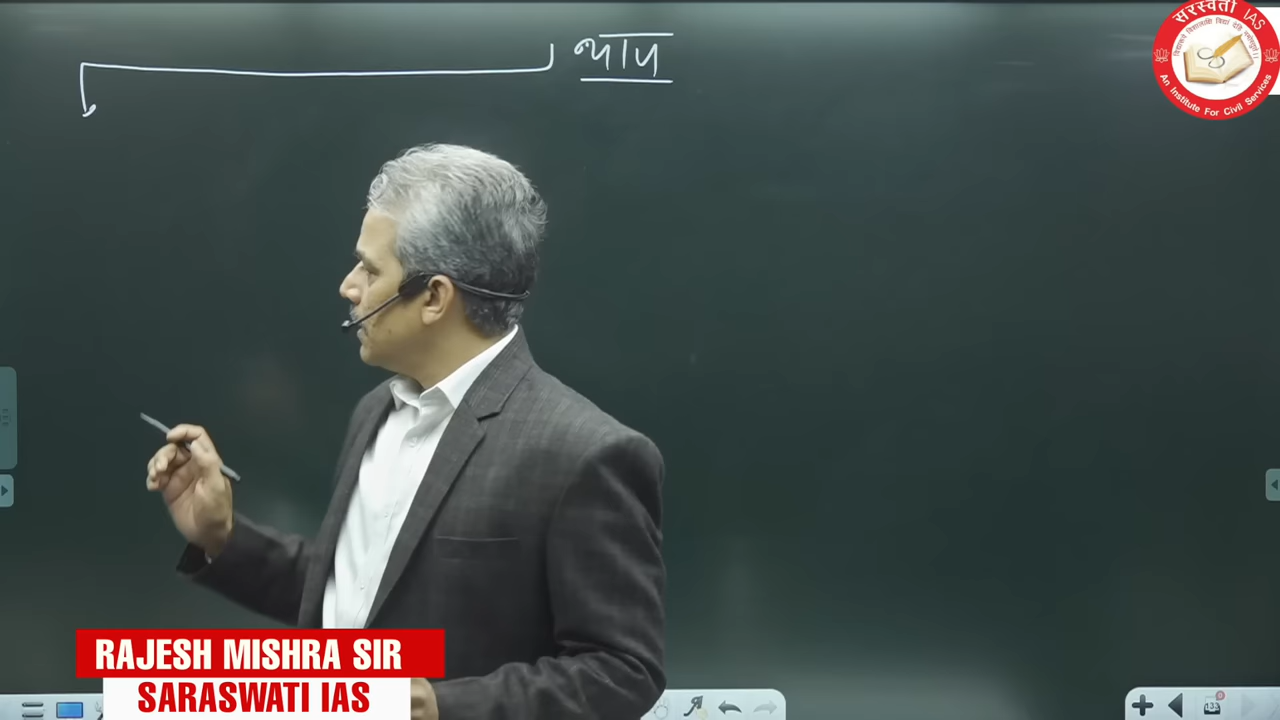 न्याय
सरस्वती IAS
An Institute For Civil Services
RAJESH MISHRA SIR
SARASWATI IAS